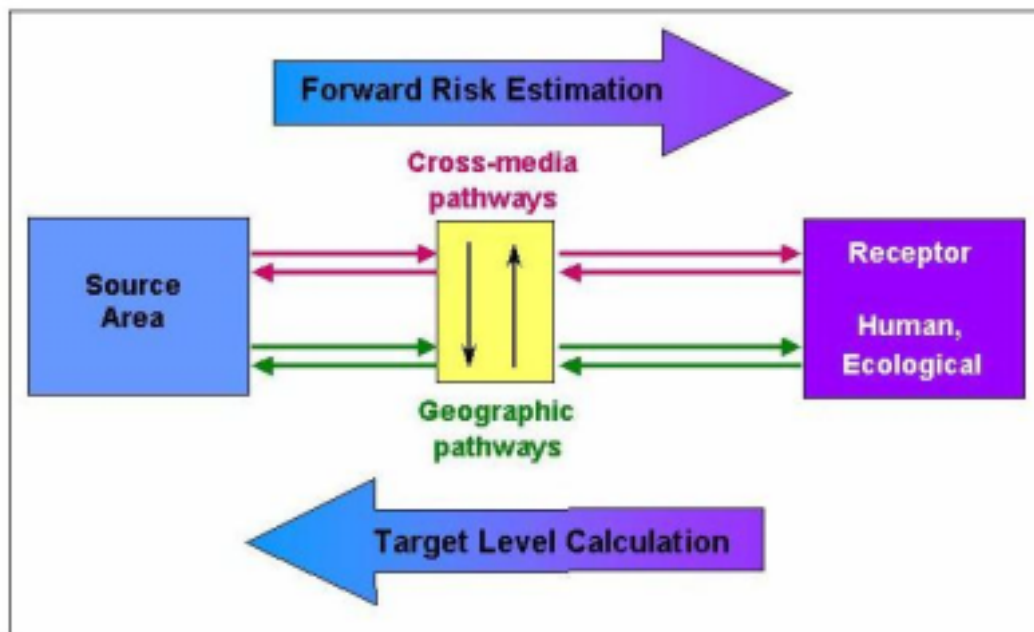 Forward Risk Estimation
Cross-media
pathways
Source
Area
Receptor
Human,
Ecological
Geographic
pathways
Target Level Calculation